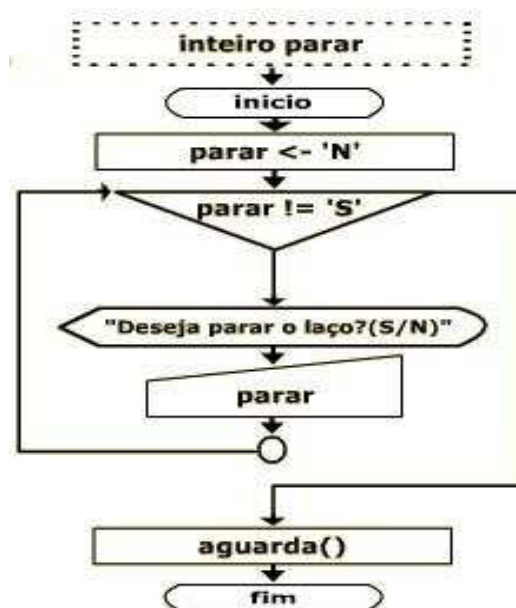 inteiro parar
inicio
parar <- 'N'
parar != 'S'
"Deseja parar o laço?(S/N)"
parar
aguarda()
fim